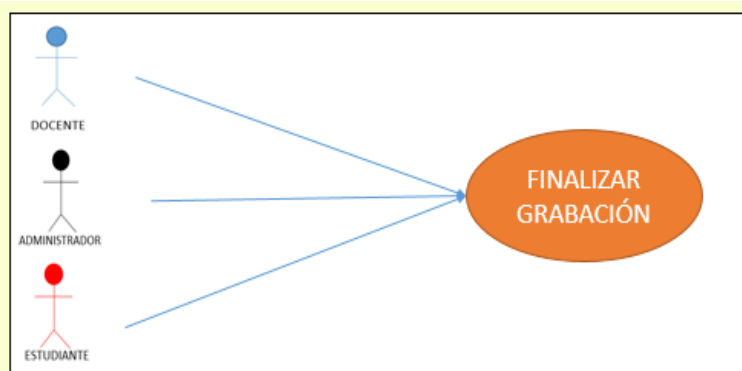 DOCENTE
ADMINISTRADOR
ESTUDIANTE
FINALIZAR
GRABACIÓN